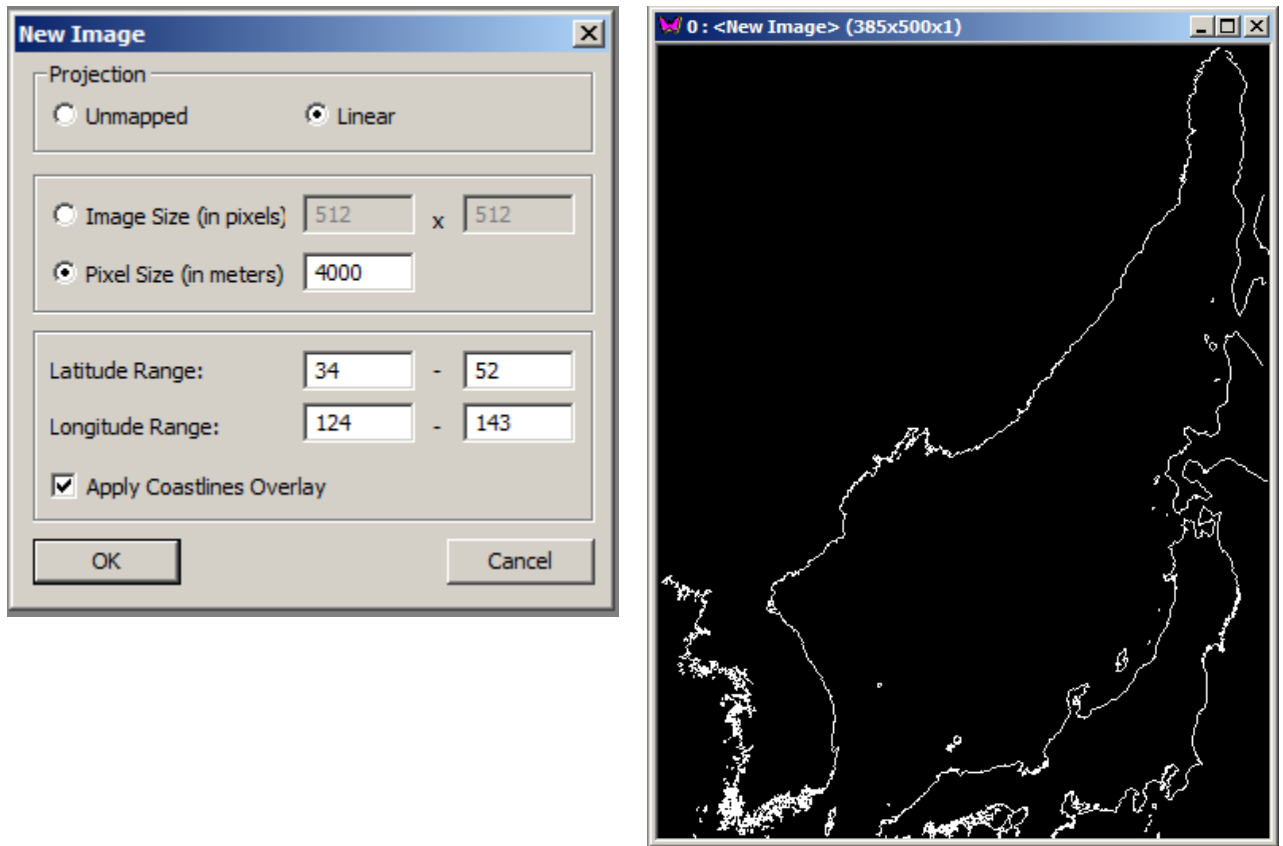 New Image
Projection
Unmapped Linear
Image Size (in pixels) 512 x 512
Pixel Size (in meters) 4000
Latitude Range: 34 - 52
Longitude Range: 124 - 143
Apply Coastlines Overlay
OK Cancel
0 : <New Image> (385x500x1)